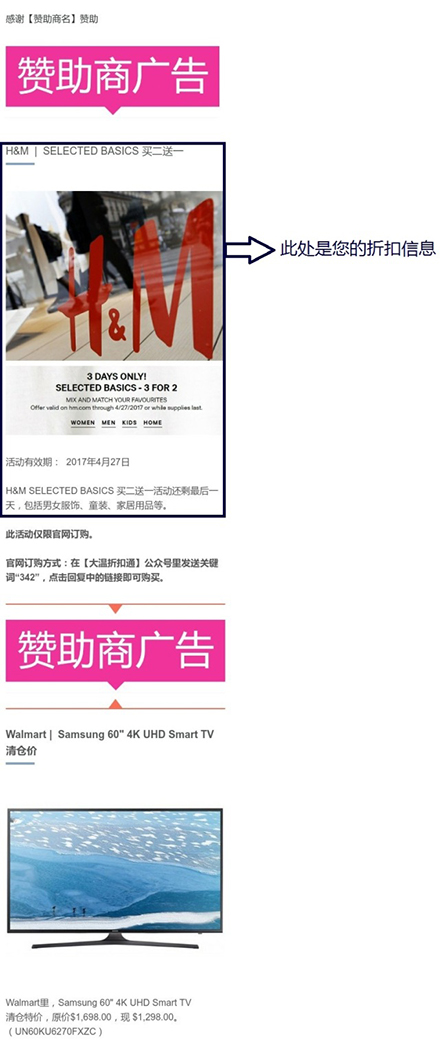 感谢【赞助商名】赞助
赞助商广告
H&M | SELECTED BASICS 买二送一
H&M
此处是您的折扣信息
3 DAYS ONLY!
SELECTED BASICS - 3 FOR 2
MIX AND MATCH YOUR FAVOURITES
Offer valid on hm.com through 4/27/2017 or while supplies last.
WOMEN MEN KIDS HOME
活动有效期： 2017年4月27日
H&M SELECTED BASICS 买二送一活动还剩最后一
天，包括男女服饰、童装、家居用品等。
此活动仅限官网订购。
官网订购方式：在【大温折扣通】公众号里发送关键
词“342”，点击回复中的链接即可购买。
赞助商广告
Walmart | Samsung 60" 4K UHD Smart TV
清仓价
Walmart里，Samsung 60" 4K UHD Smart TV
清仓特价，原价$1,698.00，现 $1,298.00。
（UN60KU6270FXZC）